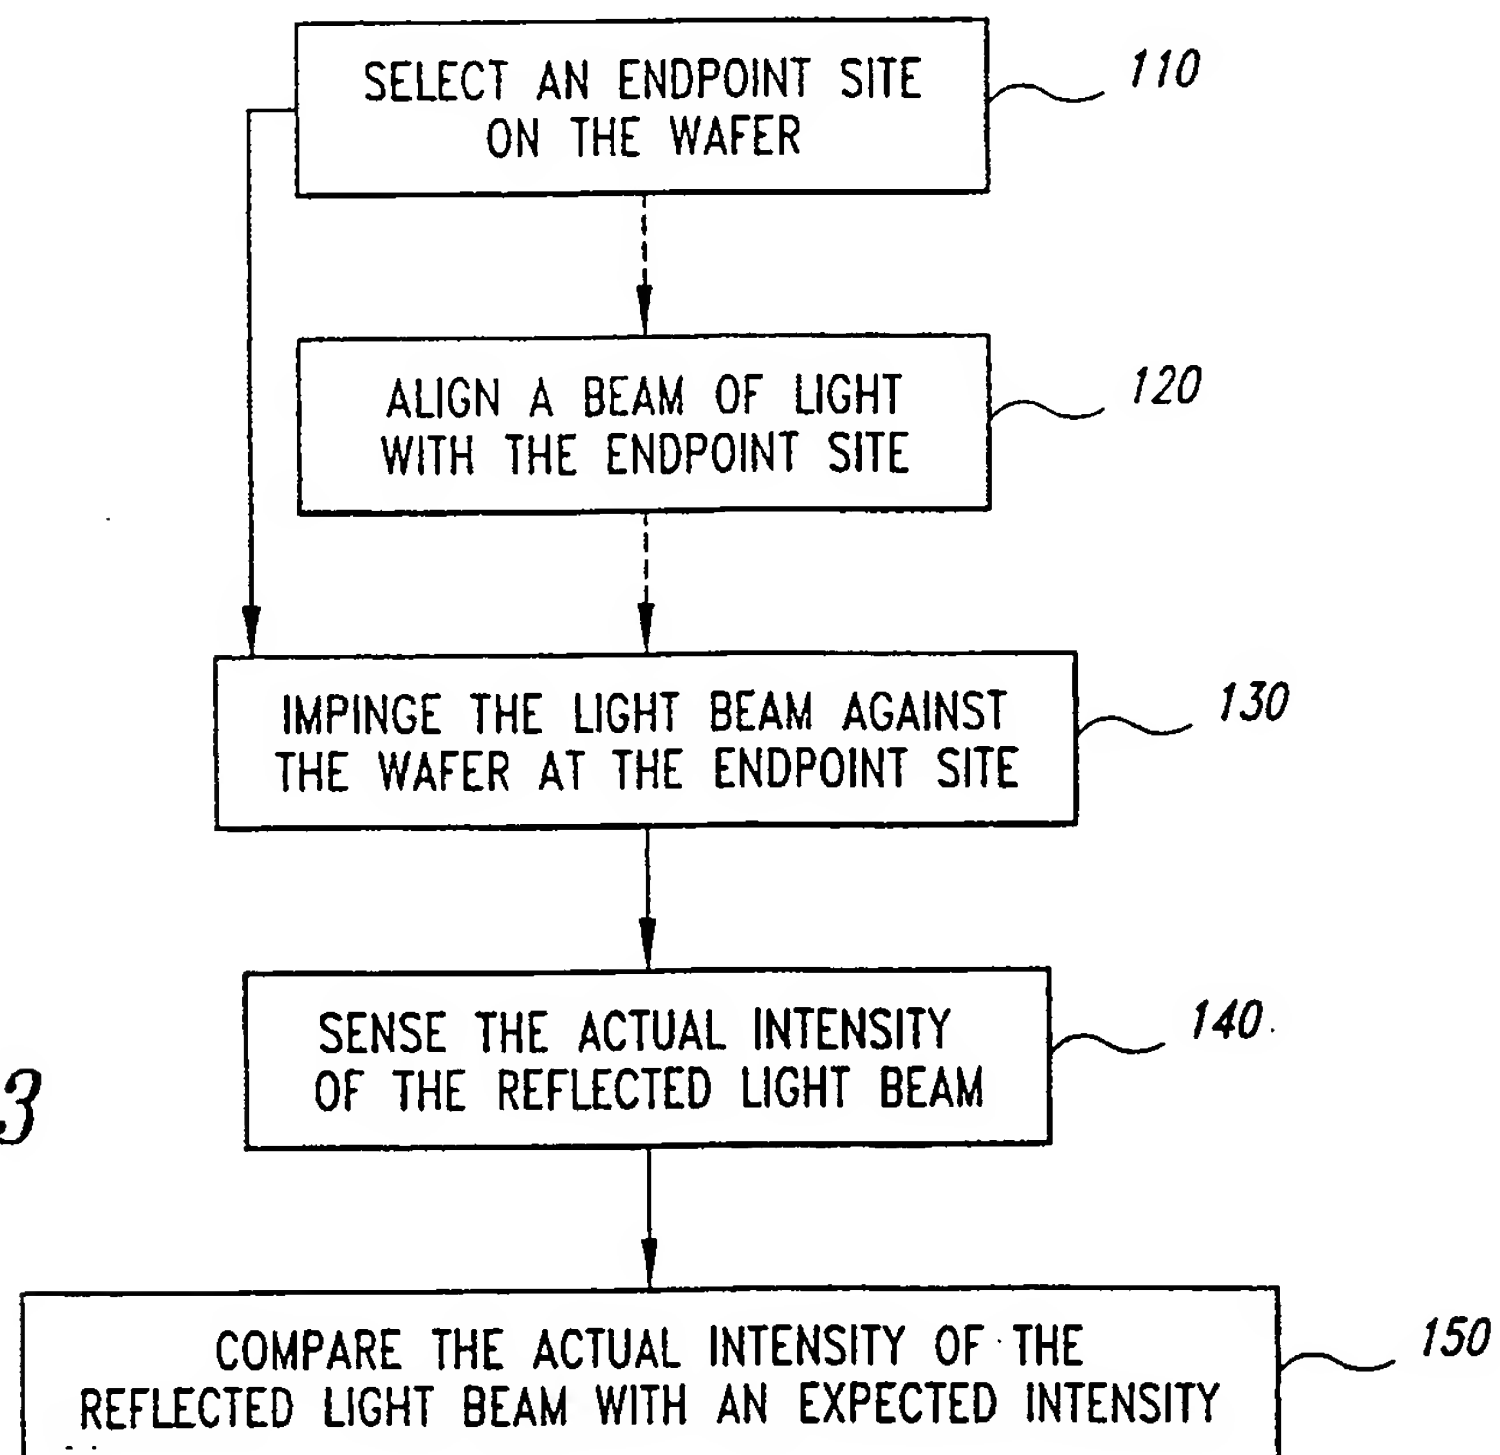 SELECT AN ENDPOINT SITE
ON THE WAFER
110
ALIGN A BEAM OF LIGHT
WITH THE ENDPOINT SITE
120
IMPINGE THE LIGHT BEAM AGAINST
THE WAFER AT THE ENDPOINT SITE
130
SENSE THE ACTUAL INTENSITY
OF THE REFLECTED LIGHT BEAM
140
3
COMPARE THE ACTUAL INTENSITY OF THE
REFLECTED LIGHT BEAM WITH AN EXPECTED INTENSITY
150